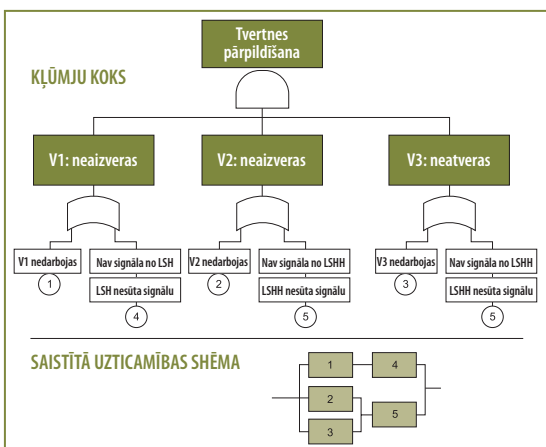 Tvertnes
pārpildīšana
KĻŪMJU KOKS
V1: neaizveras
V2: neaizveras
V3: neatveras
V1 nedarbojas
Nav signāla no LSH
V2 nedarbojas
Nav signāla no LSHH
V3 nedarbojas
Nav signāla no LSHH
1
LSH nesūta signālu
2
LSHH nesūta signālu
3
LSHH nesūta signālu
4
5
5
SAISTĪTĀ UZTICAMĪBAS SHĒMA
1
4
2
5
3